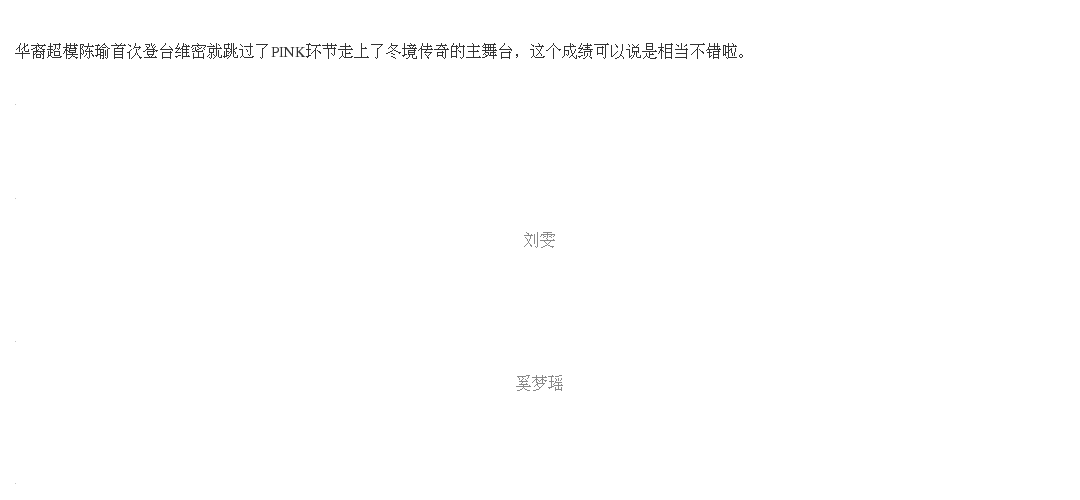 华裔超模陈瑜首次登台维密就跳过了PINK环节走上了冬境传奇的主舞台，这个成绩可以说是相当不错啦。
刘雯
奚梦瑶